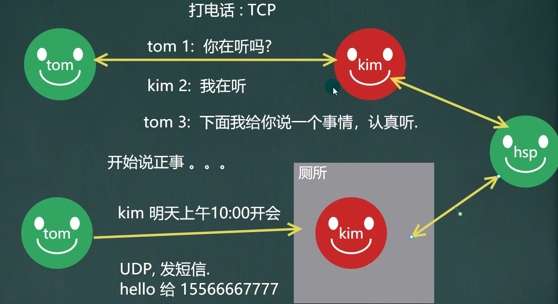 打电话 : TCP
tom 1: 你在听吗?
tom
kim
kim 2: 我在听
tom 3: 下面我给你说一个事情，认真听.
hsp
开始说正事 。。。
厕所
kim 明天上午10:00开会
tom
kim
UDP, 发短信.
hello 给 15566667777